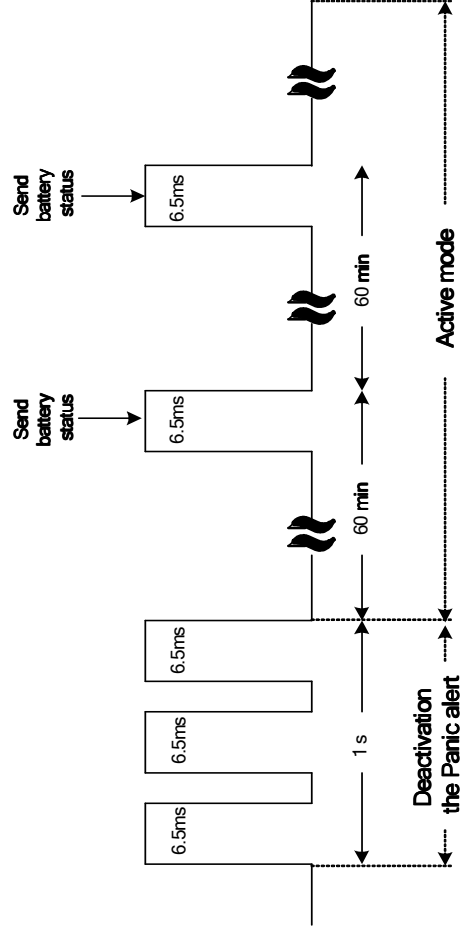 Send
battery
status
Send
battery
status
6.5ms
6.5ms
6.5ms
6.5ms
6.5ms
1 s
60 min
60 min
Deactivation
the Panic alert
Active mode